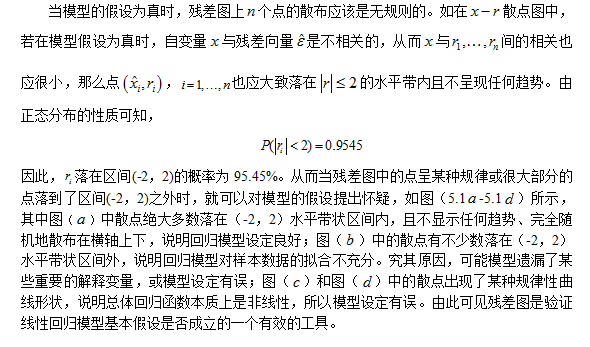 当模型的假设为真时，残差图上 n 个点的散布应该是无规则的。如在 x − r 散点图中，
若在模型假设为真时，自变量 x 与残差向量 ε̂ 是不相关的，从而 x 与 r₁,…,rₙ 间的相关也
应很小，那么点 (x̂ᵢ, rᵢ)，i=1,…,n 也应大致落在 |r| ≤ 2 的水平带内且不呈现任何趋势。由
正态分布的性质可知，
P(|rᵢ| < 2) = 0.9545
因此，rᵢ 落在区间(-2，2)的概率为 95.45%。从而当残差图中的点呈某种规律或很大部分的
点落到了区间(-2，2)之外时，就可以对模型的假设提出怀疑，如图（5.1a-5.1d）所示，
其中图（a）中散点绝大多数落在（-2，2）水平带状区间内，且不显示任何趋势、完全随
机地散布在横轴上下，说明回归模型设定良好；图（b）中的散点有不少数落在（-2，2）
水平带状区间外，说明回归模型对样本数据的拟合不充分。究其原因，可能模型遗漏了某
些重要的解释变量，或模型设定有误；图（c）和图（d）中的散点出现了某种规律性曲
线形状，说明总体回归函数本质上是非线性，所以模型设定有误。由此可见残差图是验证
线性回归模型基本假设是否成立的一个有效的工具。